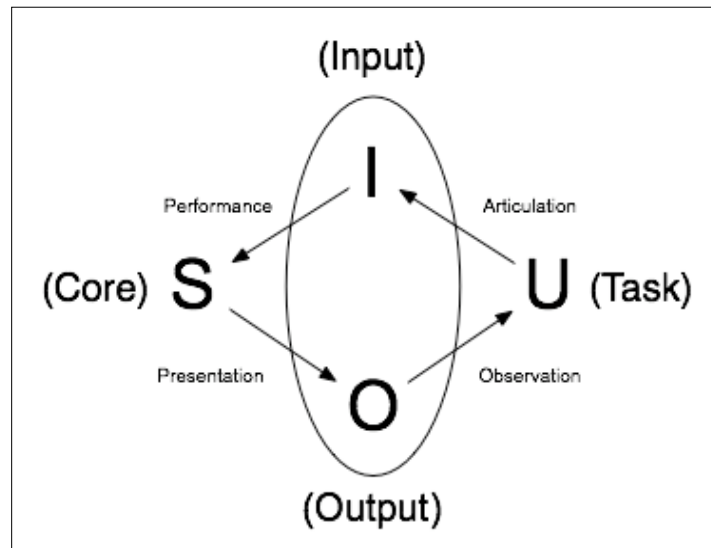 (Input)
I
Performance
Articulation
(Core) S
U (Task)
Presentation
Observation
O
(Output)